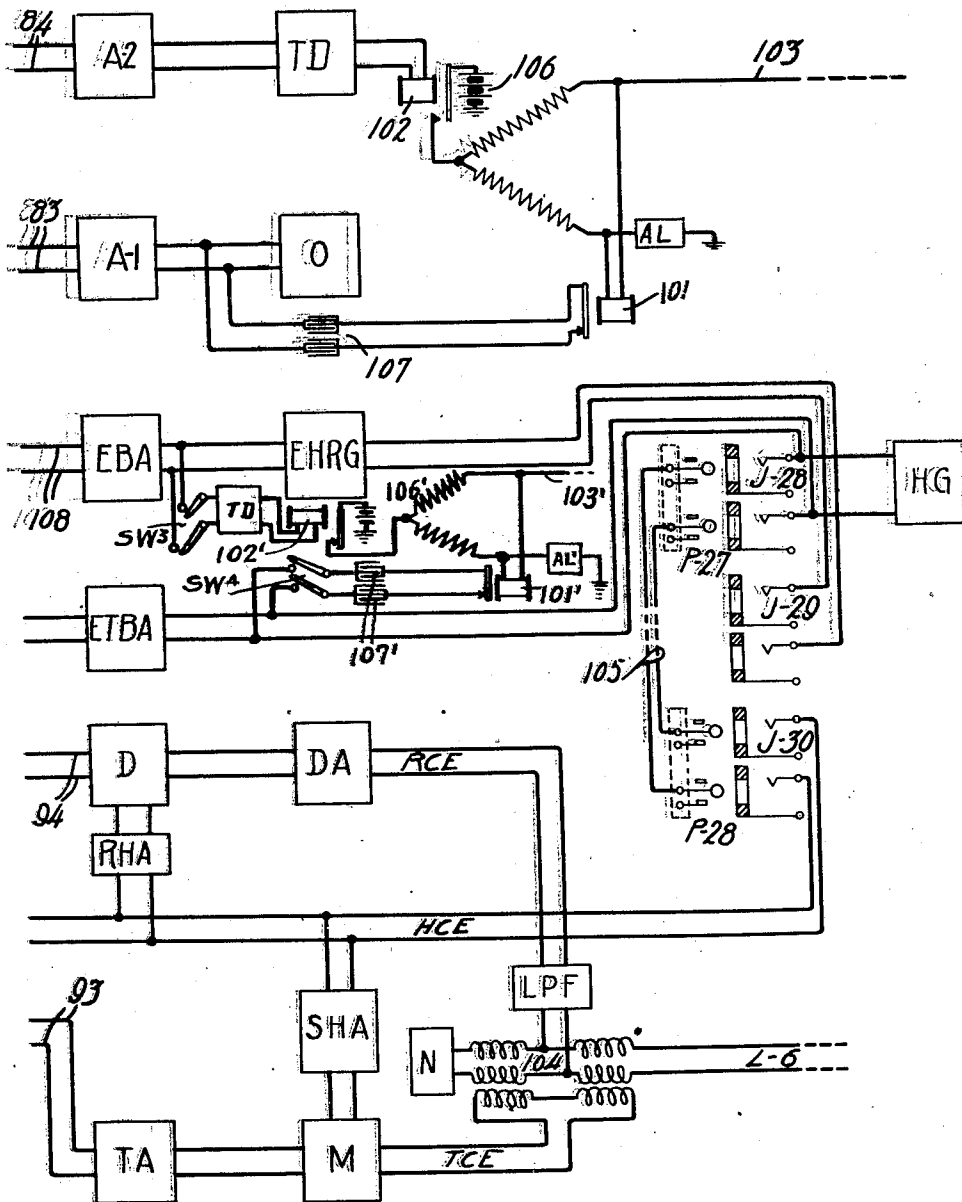 84
A2
TD
102
106
103
83
A-1
O
107
AL
101
EBA
EHRG
108
SW3
TD
102'
106'
103'
J-28
HG
P-27
SW4
AL'
101'
J-29
ETBA
107'
105
D
DA
RCE
J-30
94
RHA
P-28
HCE
LPF
93
SHA
N
104
L-6
TA
M
TCE